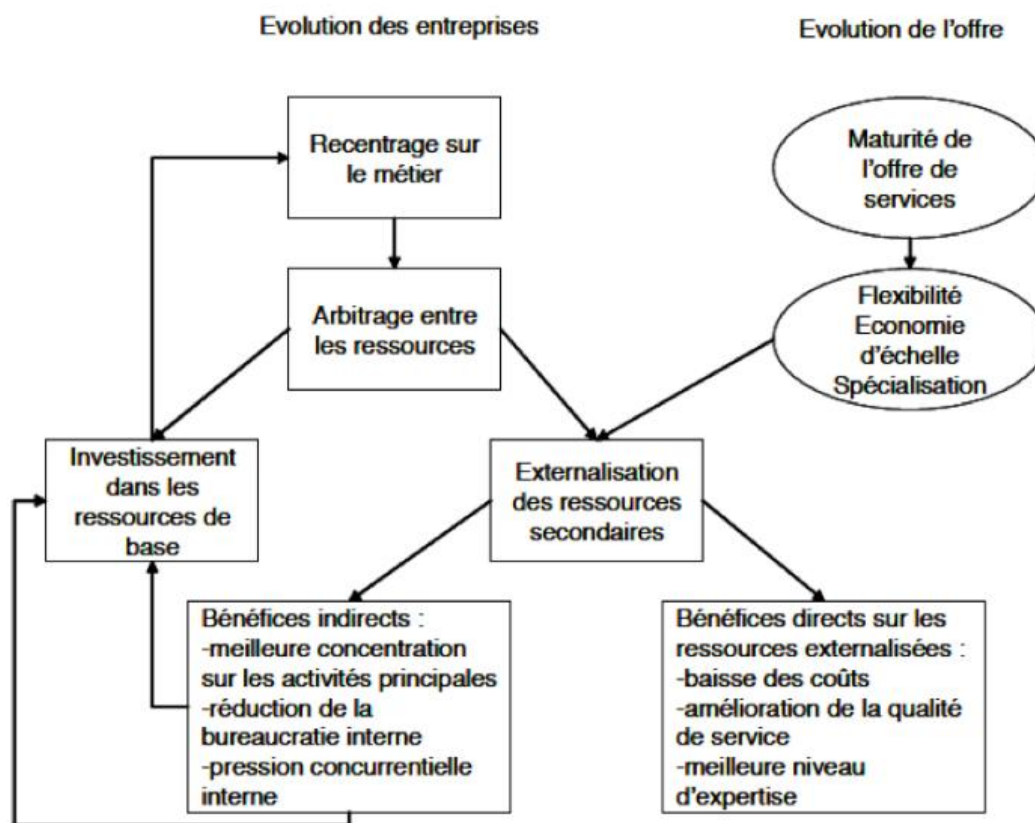 Evolution des entreprises
Evolution de l'offre
Recentrage sur
le métier
Maturité de
l'offre de
services
Arbitrage entre
les ressources
Flexibilité
Economie
d'échelle
Spécialisation
Investissement
dans les
ressources de
base
Externalisation
des ressources
secondaires
Bénéfices indirects :
-meilleure concentration
sur les activités principales
-réduction de la
bureaucratie interne
-pression concurrentielle
interne
Bénéfices directs sur les
ressources externalisées :
-baisse des coûts
-amélioration de la qualité
de service
-meilleure niveau
d'expertise